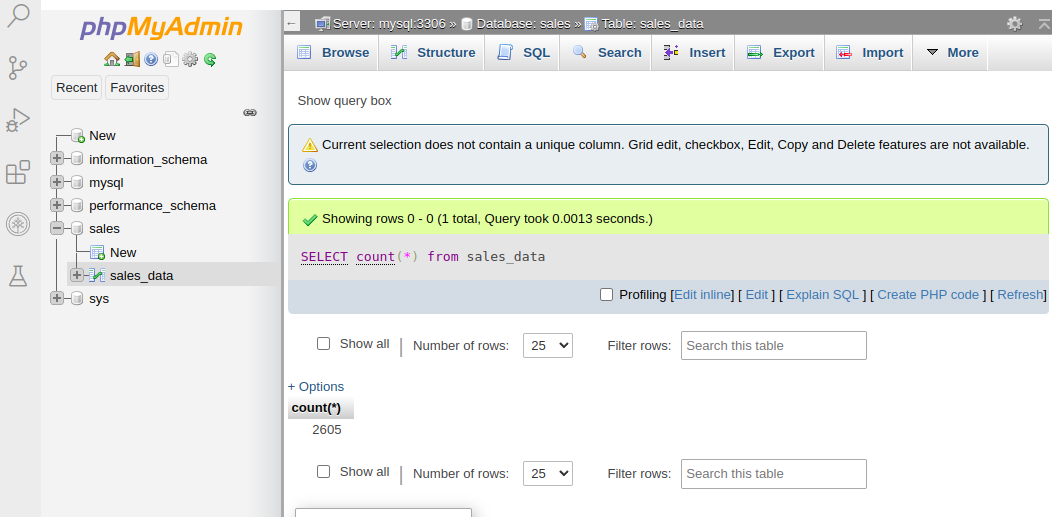 phpMyAdmin
Recent
Favorites
New
information_schema
mysql
performance_schema
sales
New
sales_data
sys
Server: mysql:3306 » Database: sales » Table: sales_data
Browse Structure SQL Search Insert Export Import More
Show query box
Current selection does not contain a unique column. Grid edit, checkbox, Edit, Copy and Delete features are not available.
Showing rows 0 - 0 (1 total, Query took 0.0013 seconds.)
SELECT count(*) from sales_data
Profiling [Edit inline] [ Edit ] [ Explain SQL ] [ Create PHP code ] [ Refresh]
Show all | Number of rows: 25 Filter rows: Search this table
+ Options
count(*)
2605
Show all | Number of rows: 25 Filter rows: Search this table